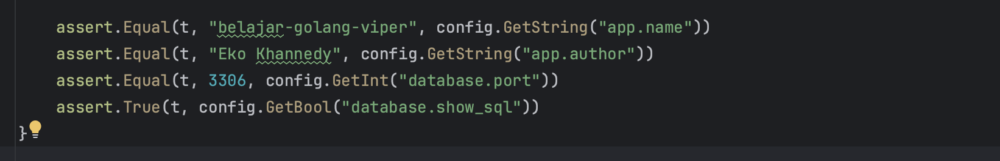 assert.Equal(t, "belajar-golang-viper", config.GetString("app.name"))
assert.Equal(t, "Eko Khannedy", config.GetString("app.author"))
assert.Equal(t, 3306, config.GetInt("database.port"))
assert.True(t, config.GetBool("database.show_sql"))
}